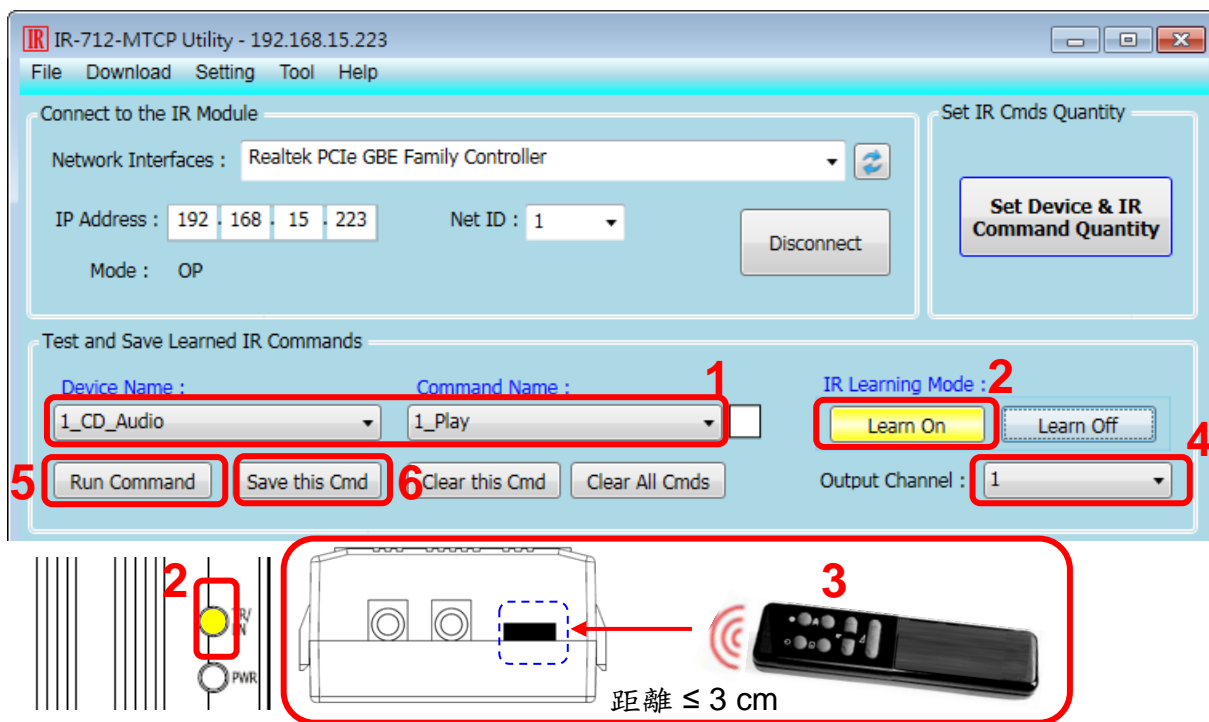 IR IR-712-MTCP Utility - 192.168.15.223
File Download Setting Tool Help
Connect to the IR Module
Set IR Cmds Quantity
Network Interfaces : Realtek PCIe GBE Family Controller
IP Address : 192 . 168 . 15 . 223 Net ID : 1
Disconnect
Set Device & IR
Command Quantity
Mode : OP
Test and Save Learned IR Commands
1
Device Name : Command Name : IR Learning Mode : 2
1_CD_Audio 1_Play Learn On Learn Off
4
5 Run Command Save this Cmd 6 Clear this Cmd Clear All Cmds Output Channel : 1
2
3
PWR
距離 ≤ 3 cm